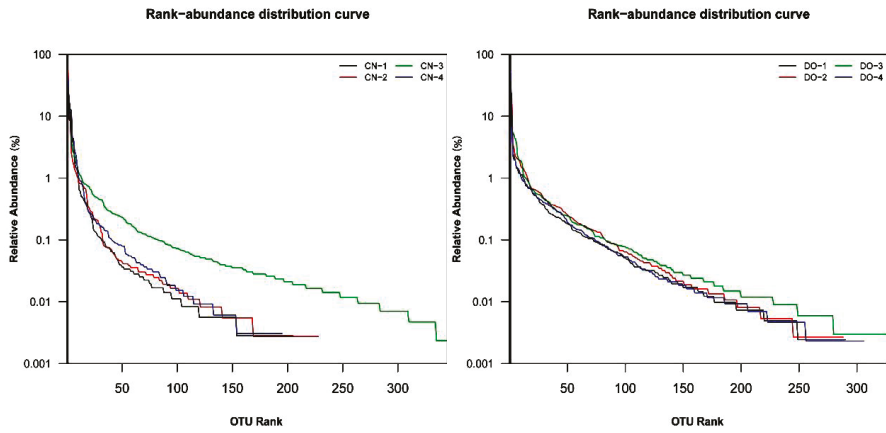 Rank−abundance distribution curve
CN−1 CN−3
CN−2 CN−4
100
10
1
0.1
0.01
0.001
Relative Abundance (%)
50 100 150 200 250 300
OTU Rank
Rank−abundance distribution curve
DO−1 DO−3
DO−2 DO−4
100
10
1
0.1
0.01
0.001
Relative Abundance (%)
50 100 150 200 250 300
OTU Rank